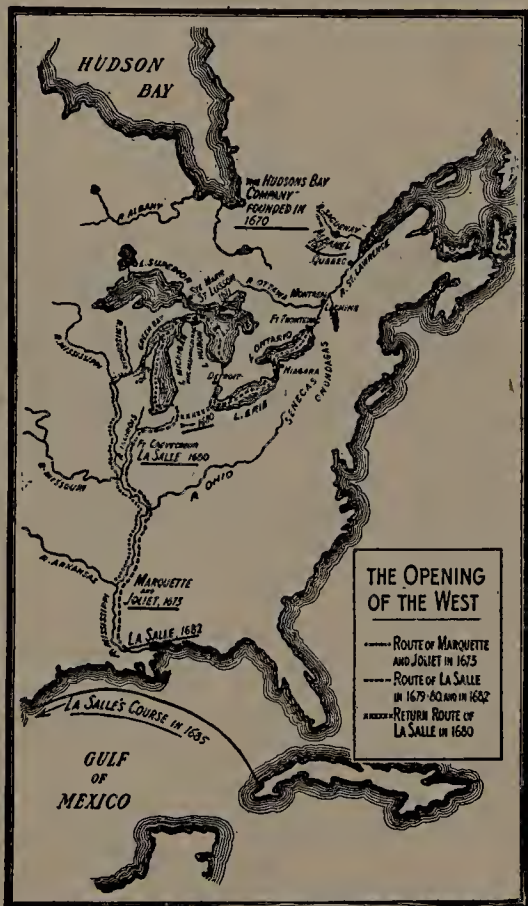 HUDSON
BAY
THE HUDSONS BAY
COMPANY
FOUNDED IN
1670
R. ALBANY
R. SAGUENAY
QUEBEC
R. ST. LAWRENCE
L. SUPERIOR
STE MARIE
ST LUSSON
R. OTTAWA
MONTREAL
LACHINE
FT FRONTENAC
L. ONTARIO
NIAGARA
SENECAS
ONONDAGAS
GREEN BAY
L. MICHIGAN
L. HURON
DETROIT
L. ERIE
R. MISSISSIPPI
R. ILLINOIS
FT CREVECOEUR
LA SALLE 1680
R. OHIO
R. MISSOURI
R. ARKANSAS
MARQUETTE
AND
JOLIET, 1673
MISSISSIPPI
LA SALLE, 1682
THE OPENING
OF THE WEST
ROUTE OF MARQUETTE
AND JOLIET IN 1673
ROUTE OF LA SALLE
IN 1679-80, AND IN 1682
RETURN ROUTE OF
LA SALLE IN 1680
LA SALLE'S COURSE IN 1685
GULF
OF
MEXICO